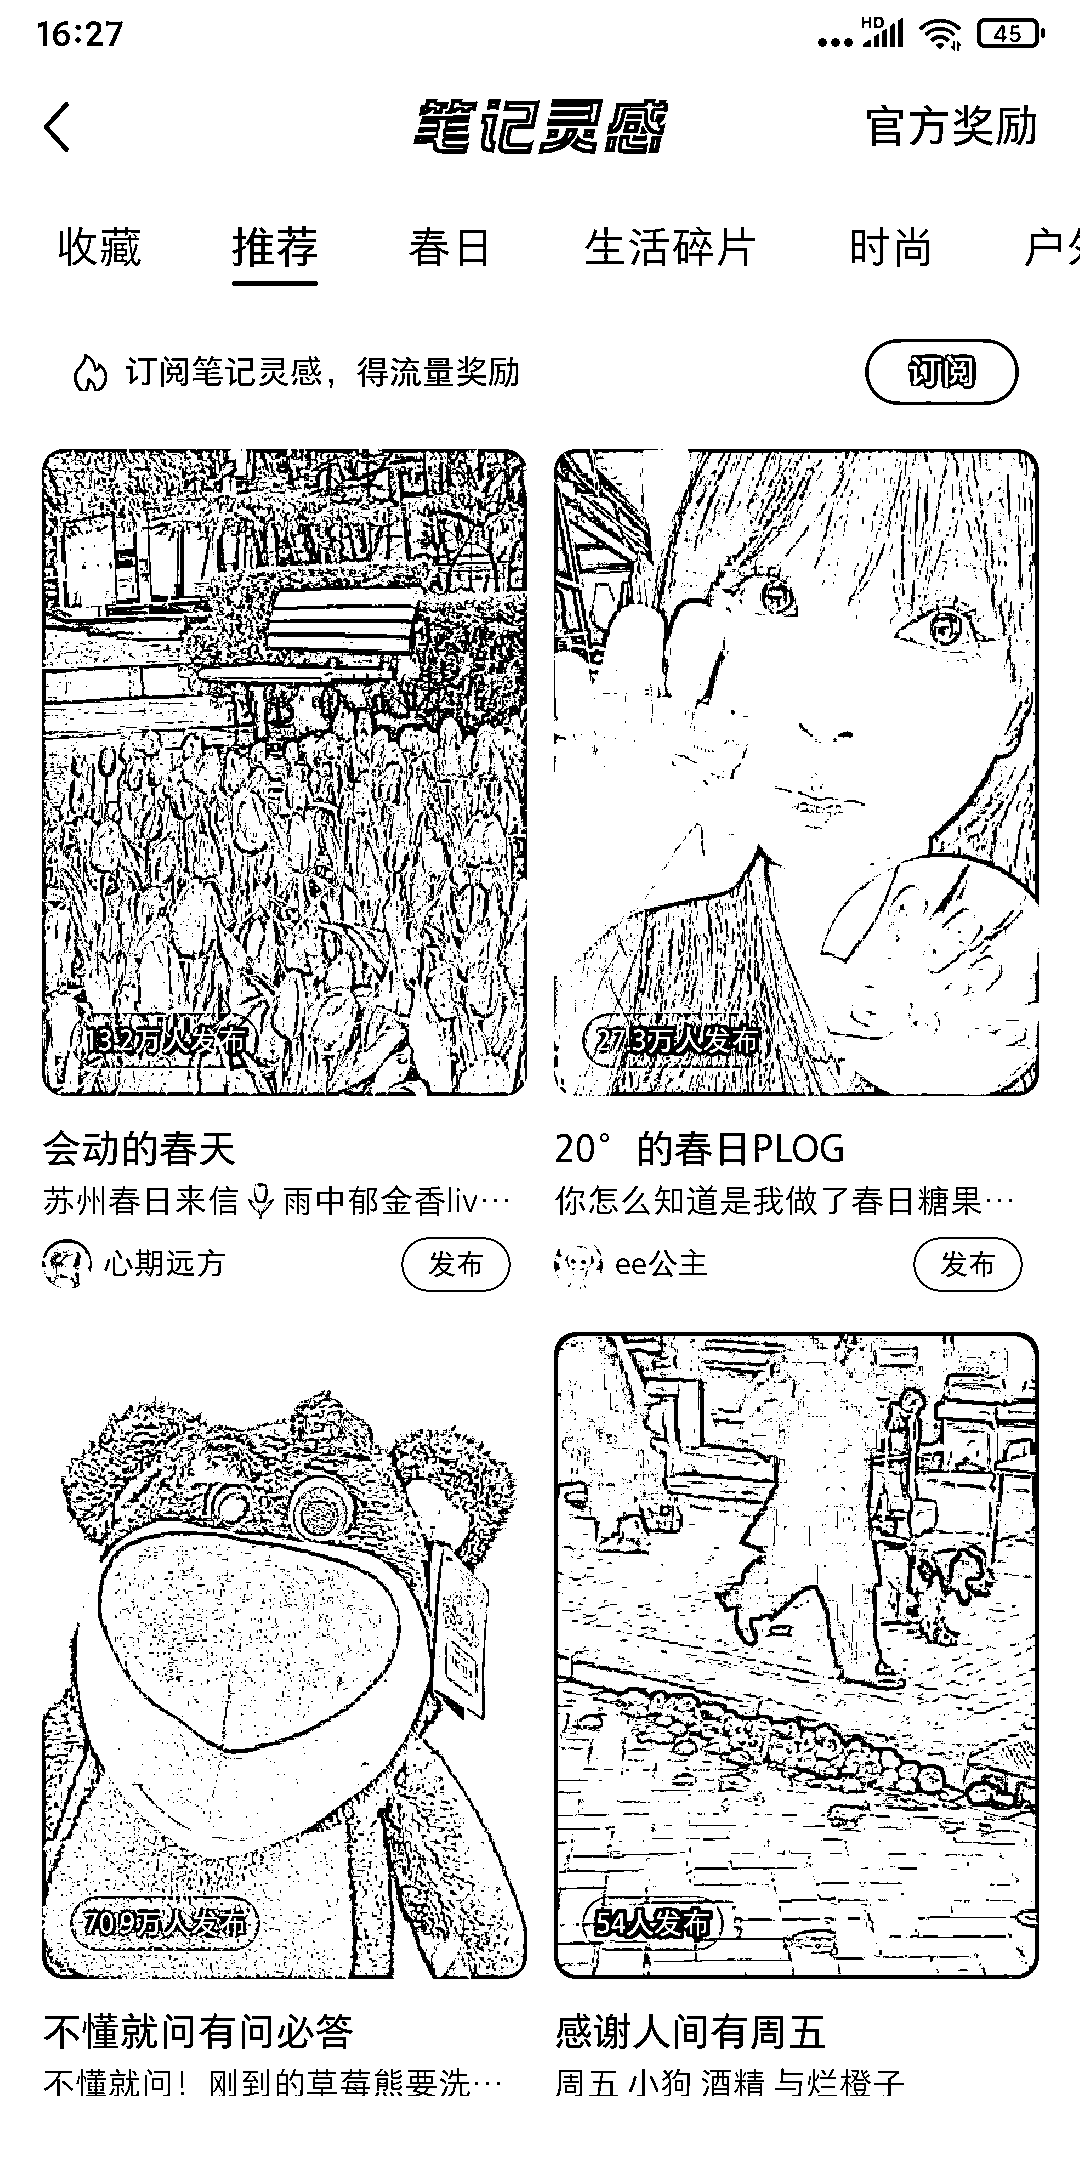 16:27
HD
45
笔记灵感
官方奖励
收藏 推荐 春日 生活碎片 时尚 户外
订阅笔记灵感，得流量奖励
订阅
13.2万人发布
27.3万人发布
会动的春天
苏州春日来信🎤雨中郁金香liv…
心期远方
发布
20°的春日PLOG
你怎么知道是我做了春日糖果…
ee公主
发布
70.9万人发布
54人发布
不懂就问有问必答
不懂就问！刚到的草莓熊要洗…
感谢人间有周五
周五 小狗 酒精 与烂橙子